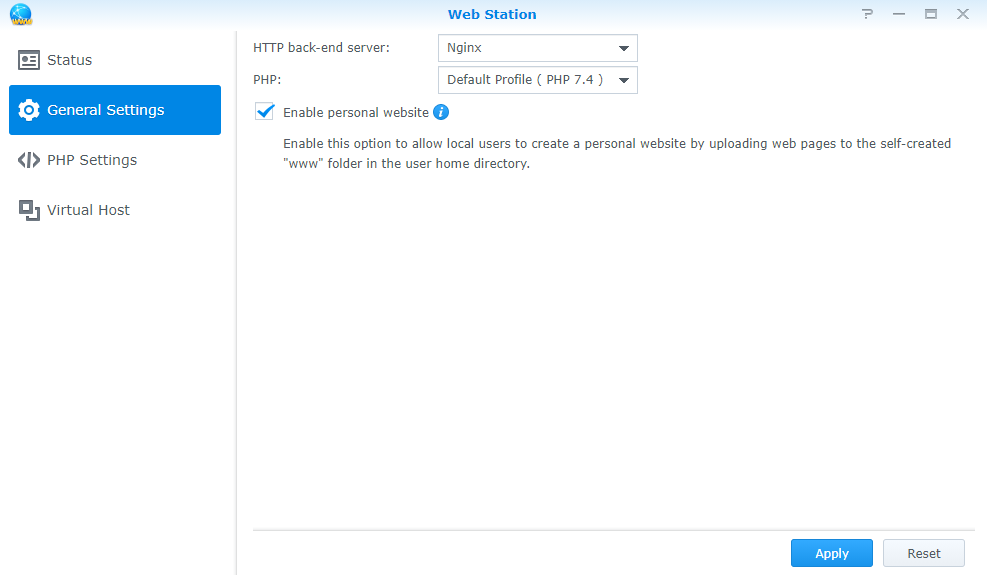 Web Station
Status
General Settings
PHP Settings
Virtual Host
HTTP back-end server:
Nginx
PHP:
Default Profile ( PHP 7.4 )
Enable personal website
Enable this option to allow local users to create a personal website by uploading web pages to the self-created
"www" folder in the user home directory.
Apply
Reset